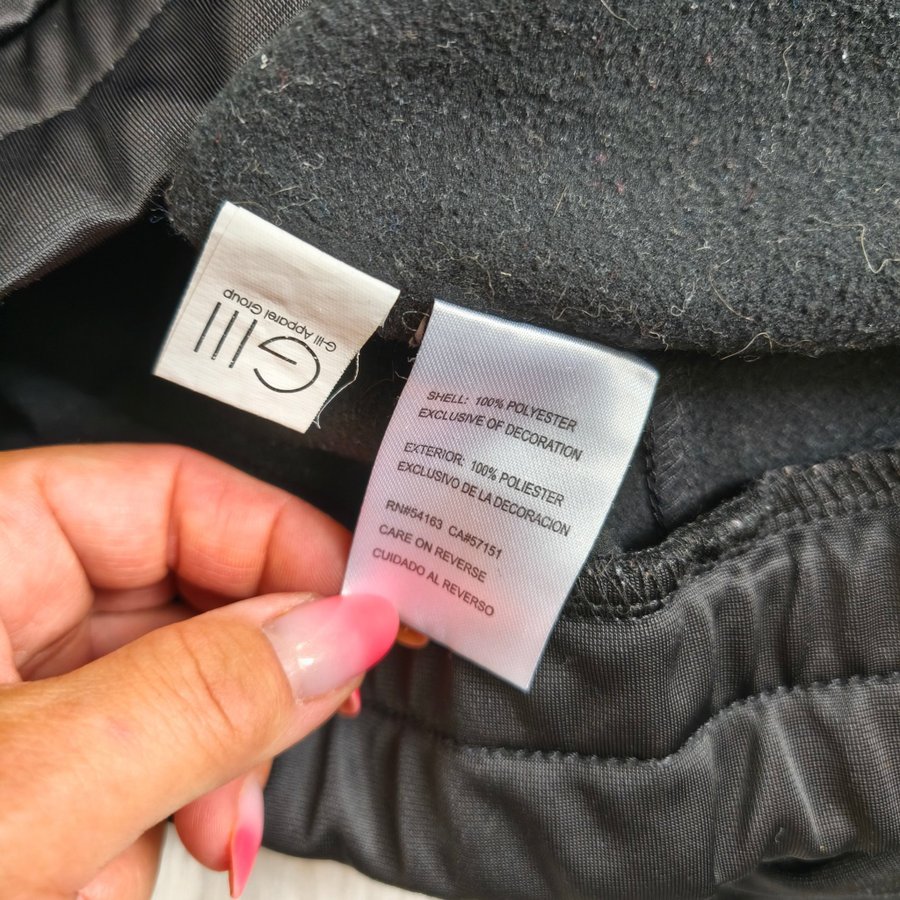 GIII
G-III Apparel Group
SHELL: 100% POLYESTER
EXCLUSIVE OF DECORATION
EXTERIOR: 100% POLIESTER
EXCLUSIVO DE LA DECORACION
RN#54163 CA#57151
CARE ON REVERSE
CUIDADO AL REVERSO